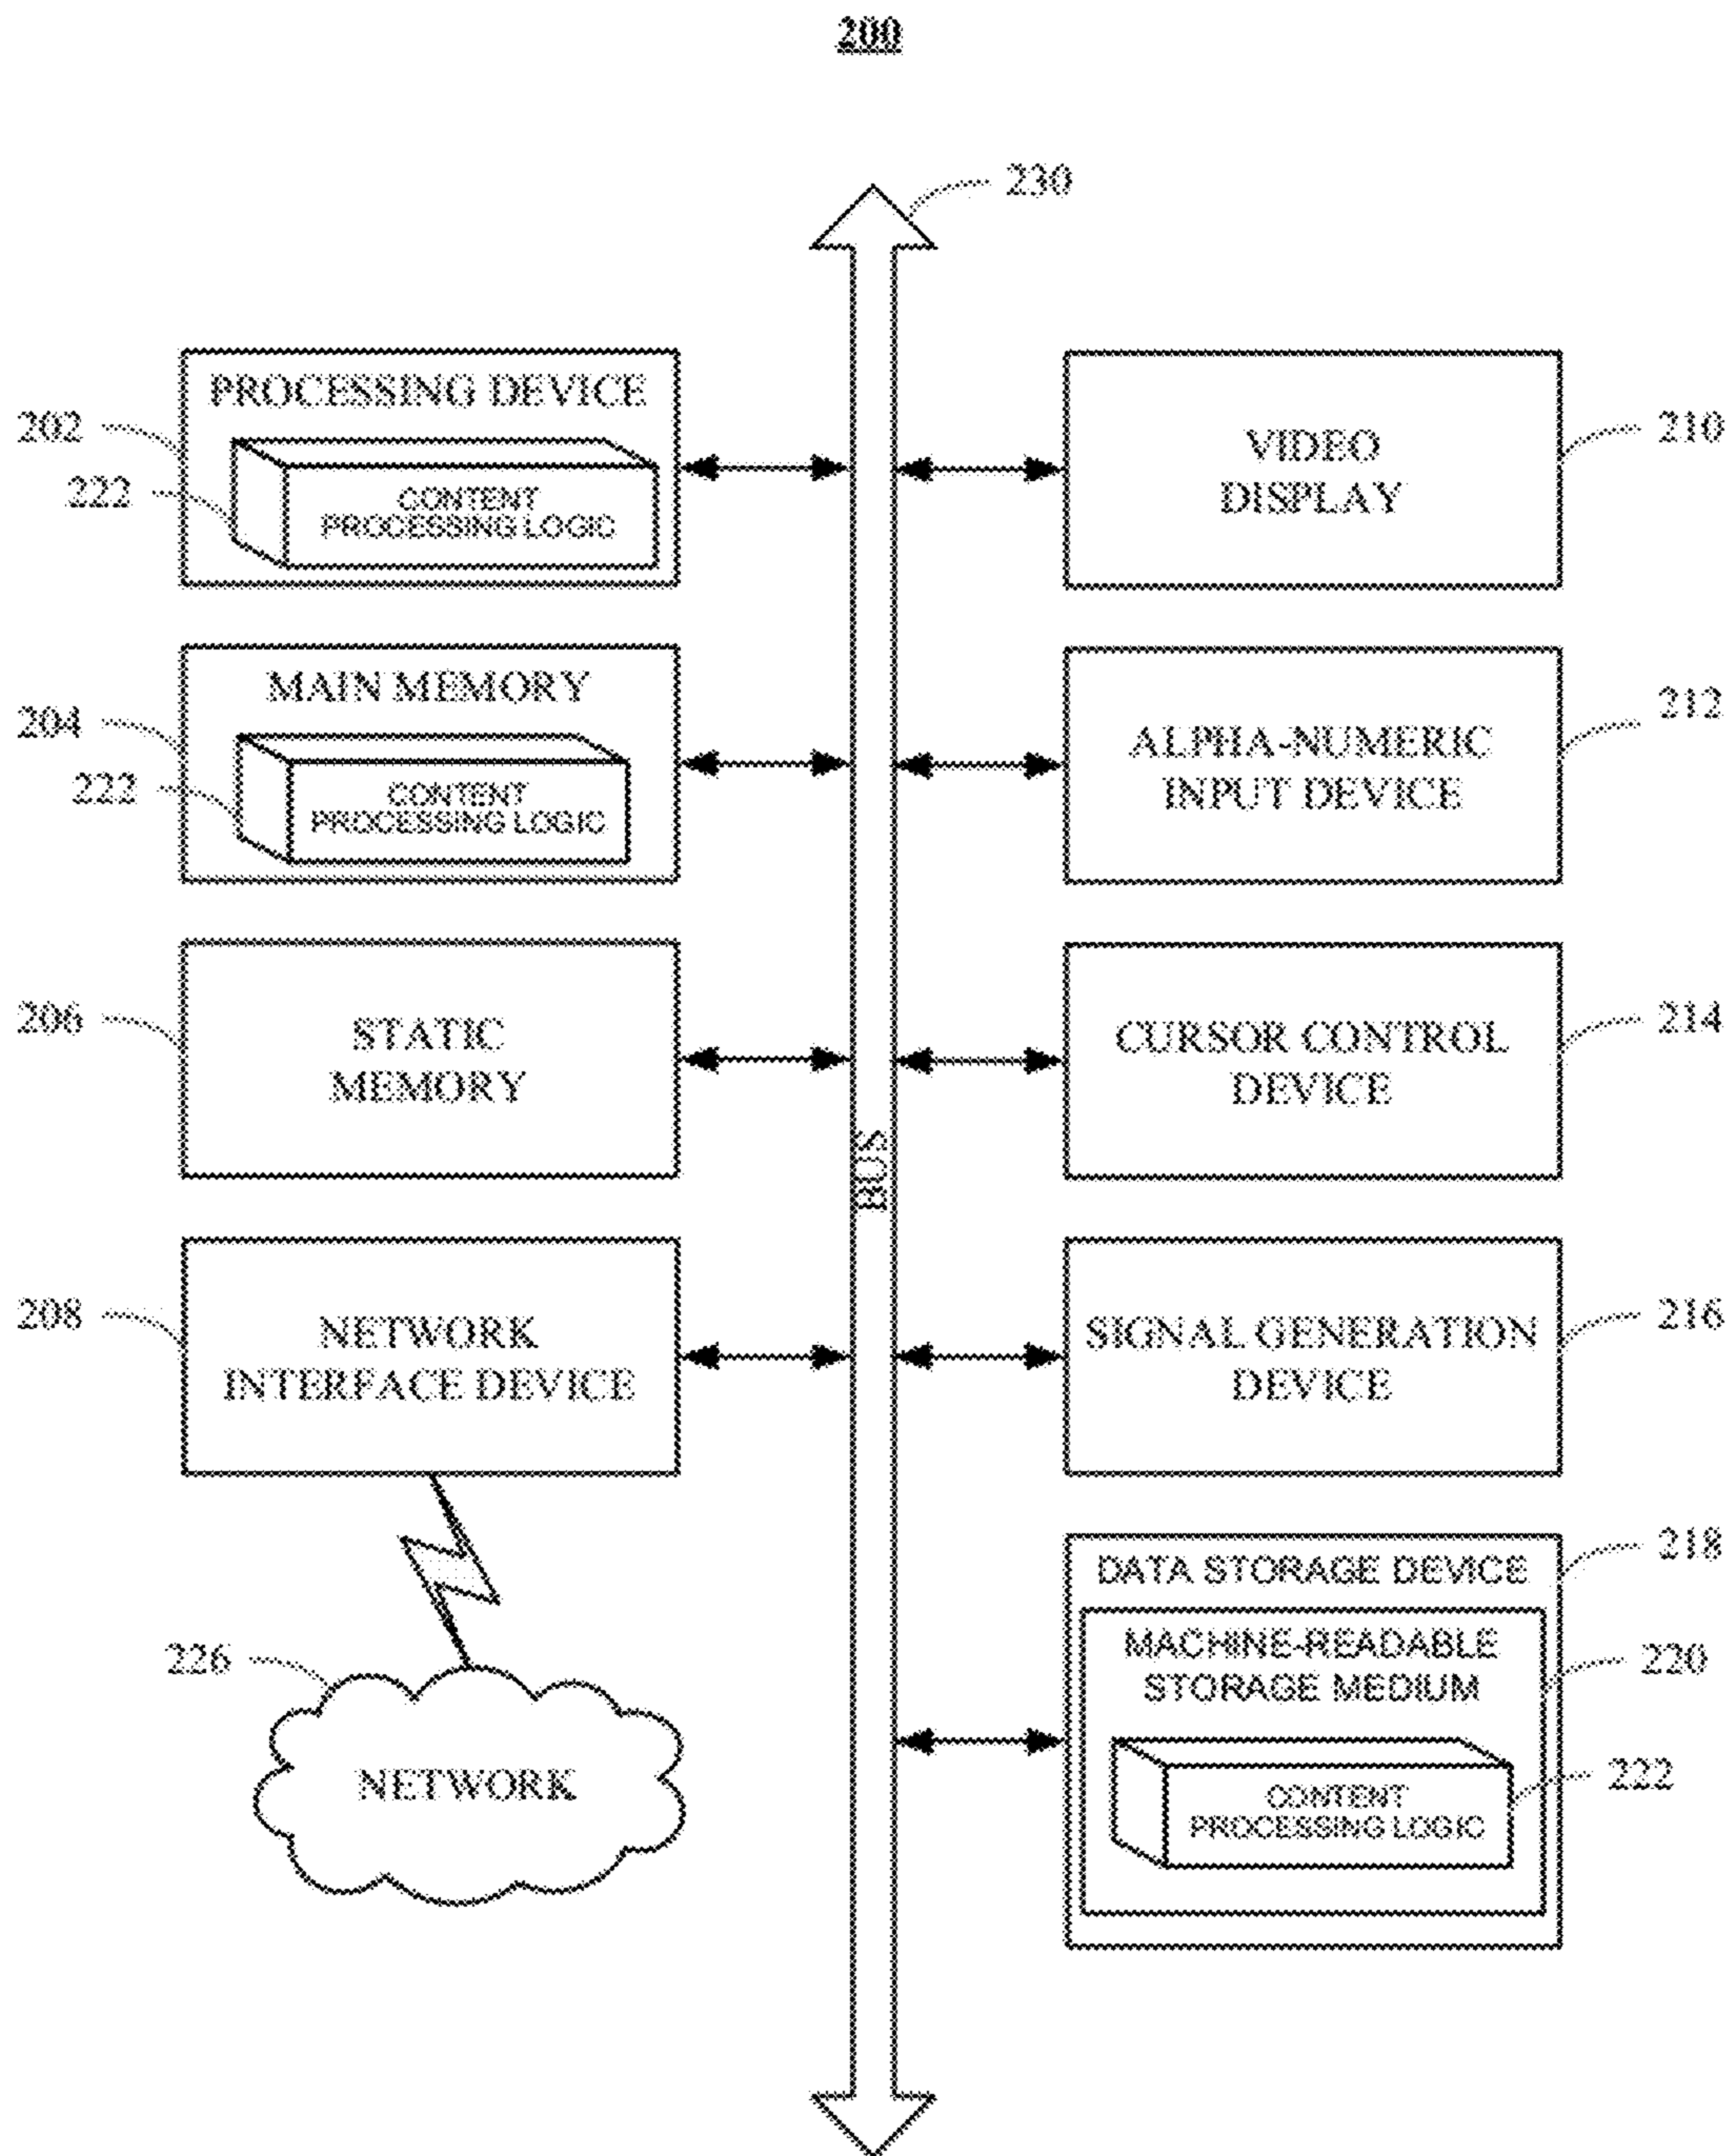 200
230
PROCESSING DEVICE
202
222
CONTENT
PROCESSING LOGIC
VIDEO
DISPLAY
210
MAIN MEMORY
204
222
CONTENT
PROCESSING LOGIC
ALPHA-NUMERIC
INPUT DEVICE
212
206
STATIC
MEMORY
CURSOR CONTROL
DEVICE
214
BUS
208
NETWORK
INTERFACE DEVICE
SIGNAL GENERATION
DEVICE
216
DATA STORAGE DEVICE
218
MACHINE-READABLE
STORAGE MEDIUM
220
CONTENT
PROCESSING LOGIC
222
226
NETWORK